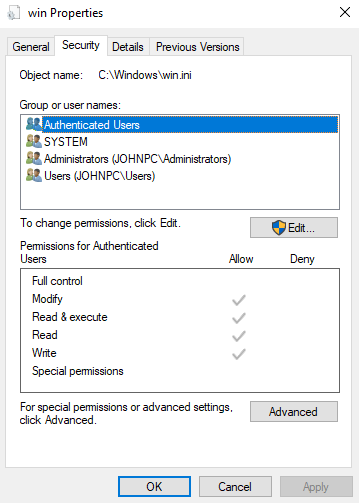 win Properties
General Security Details Previous Versions
Object name: C:\Windows\win.ini
Group or user names:
Authenticated Users
SYSTEM
Administrators (JOHNPC\Administrators)
Users (JOHNPC\Users)
To change permissions, click Edit.
Edit...
Permissions for Authenticated
Users Allow Deny
Full control
Modify
Read & execute
Read
Write
Special permissions
For special permissions or advanced settings,
click Advanced.
Advanced
OK Cancel Apply